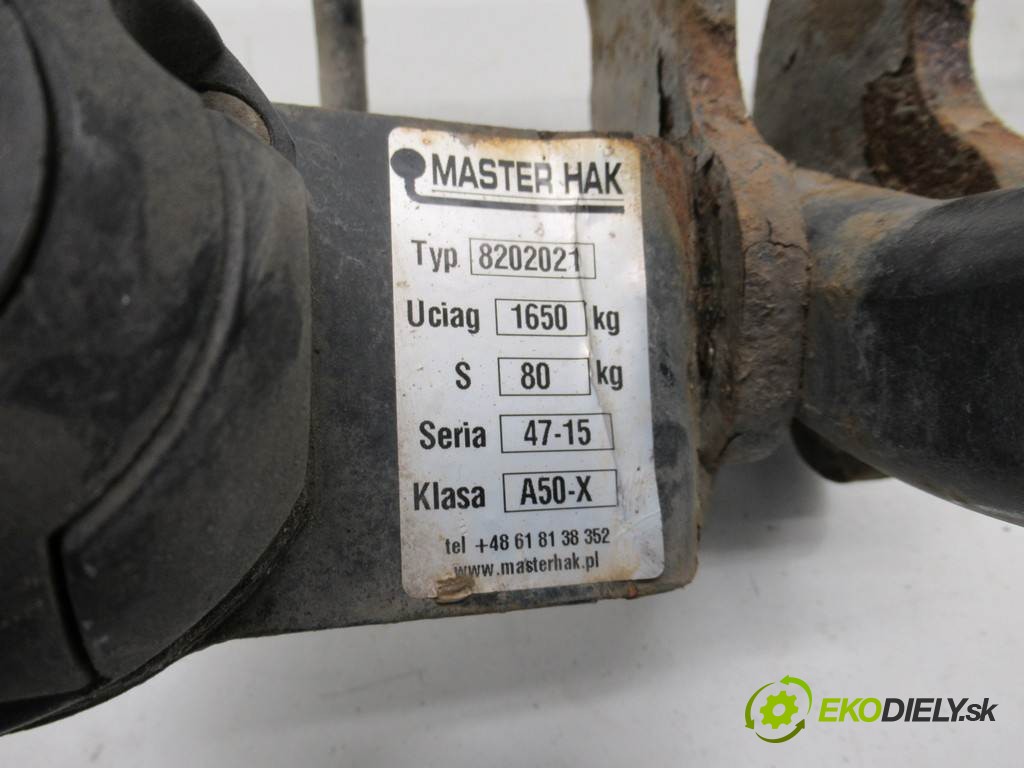 MASTER HAK
Typ 8202021
Uciag 1650 kg
S 80 kg
Seria 47-15
Klasa A50-X
tel +48 61 81 38 352
www.masterhak.pl
EKODIELY.sk